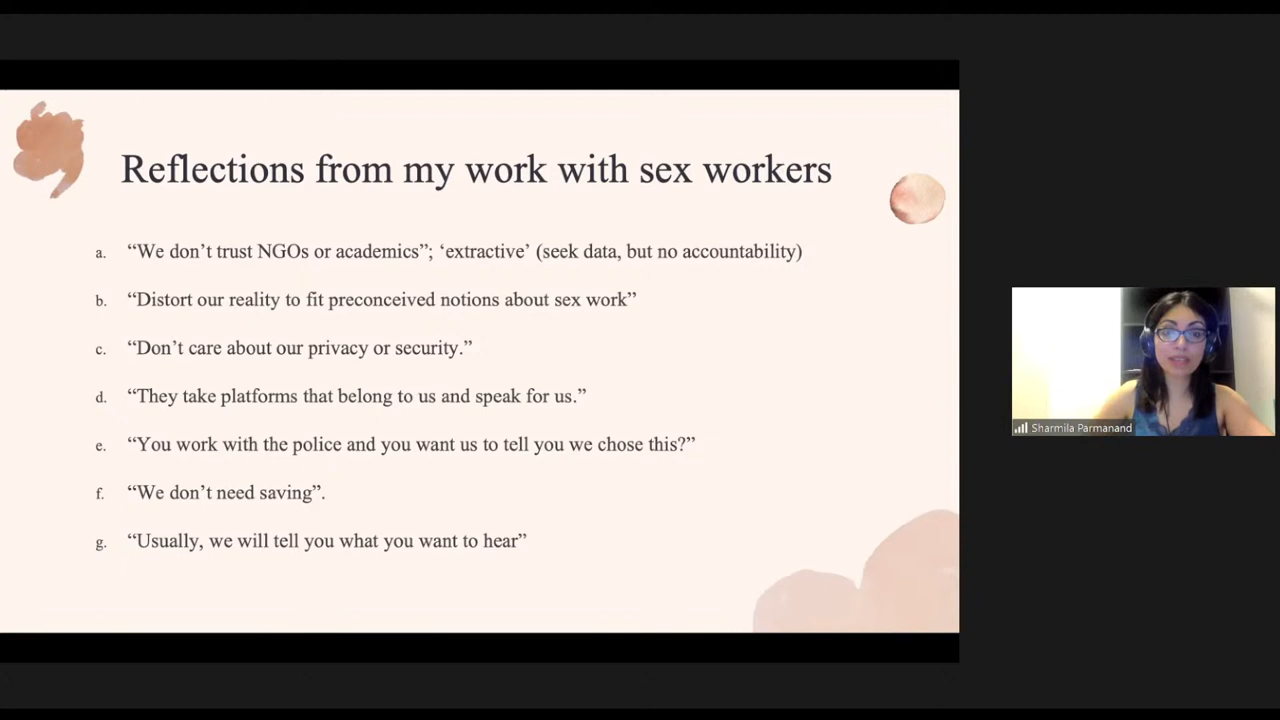 Reflections from my work with sex workers
a. “We don’t trust NGOs or academics”; ‘extractive’ (seek data, but no accountability)
b. “Distort our reality to fit preconceived notions about sex work”
c. “Don’t care about our privacy or security.”
d. “They take platforms that belong to us and speak for us.”
e. “You work with the police and you want us to tell you we chose this?”
f. “We don’t need saving”.
g. “Usually, we will tell you what you want to hear”
Sharmila Parmanand